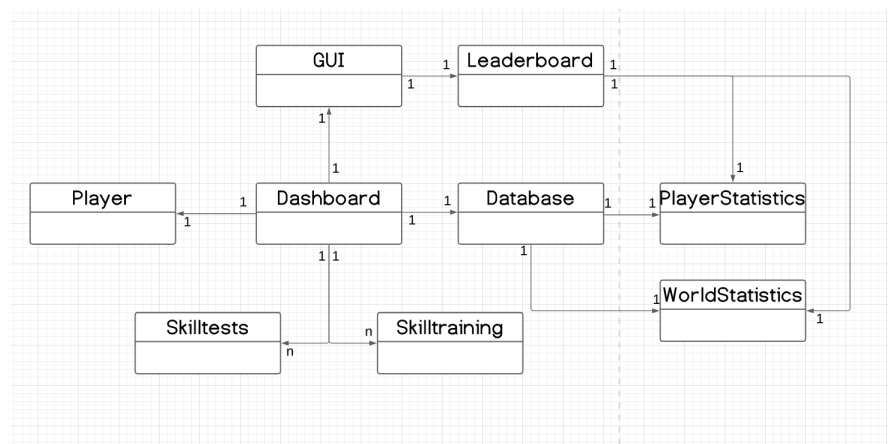 GUI
Leaderboard
1
1
1
1
1
1
1
Player
Dashboard
Database
PlayerStatistics
1
1
1
1
1
1
1 1
1
WorldStatistics
1
1
Skilltests
Skilltraining
n
n